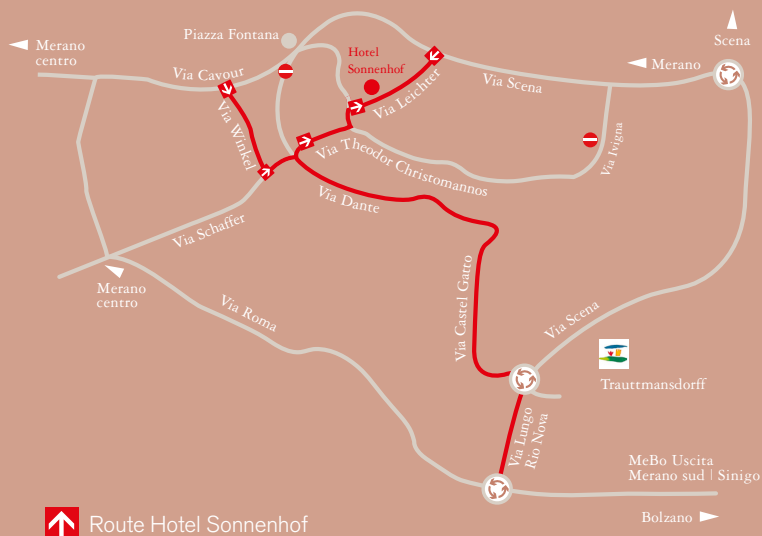 Scena
Piazza Fontana
Merano
centro
Hotel
Sonnenhof
Merano
Via Cavour
Via Scena
Via Leichter
Via Winkel
Via Ivigna
Via Theodor Christomannos
Via Dante
Via Schaffer
Merano
centro
Via Roma
Via Castel Gatto
Via Scena
Trauttmansdorff
Via Lungo
Rio Nova
MeBo Uscita
Merano sud | Sinigo
Bolzano
Route Hotel Sonnenhof